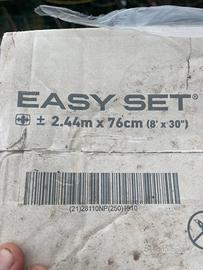 EASY SET®
± 2.44m x 76cm (8' x 30")
(21)28110NP(250)1910